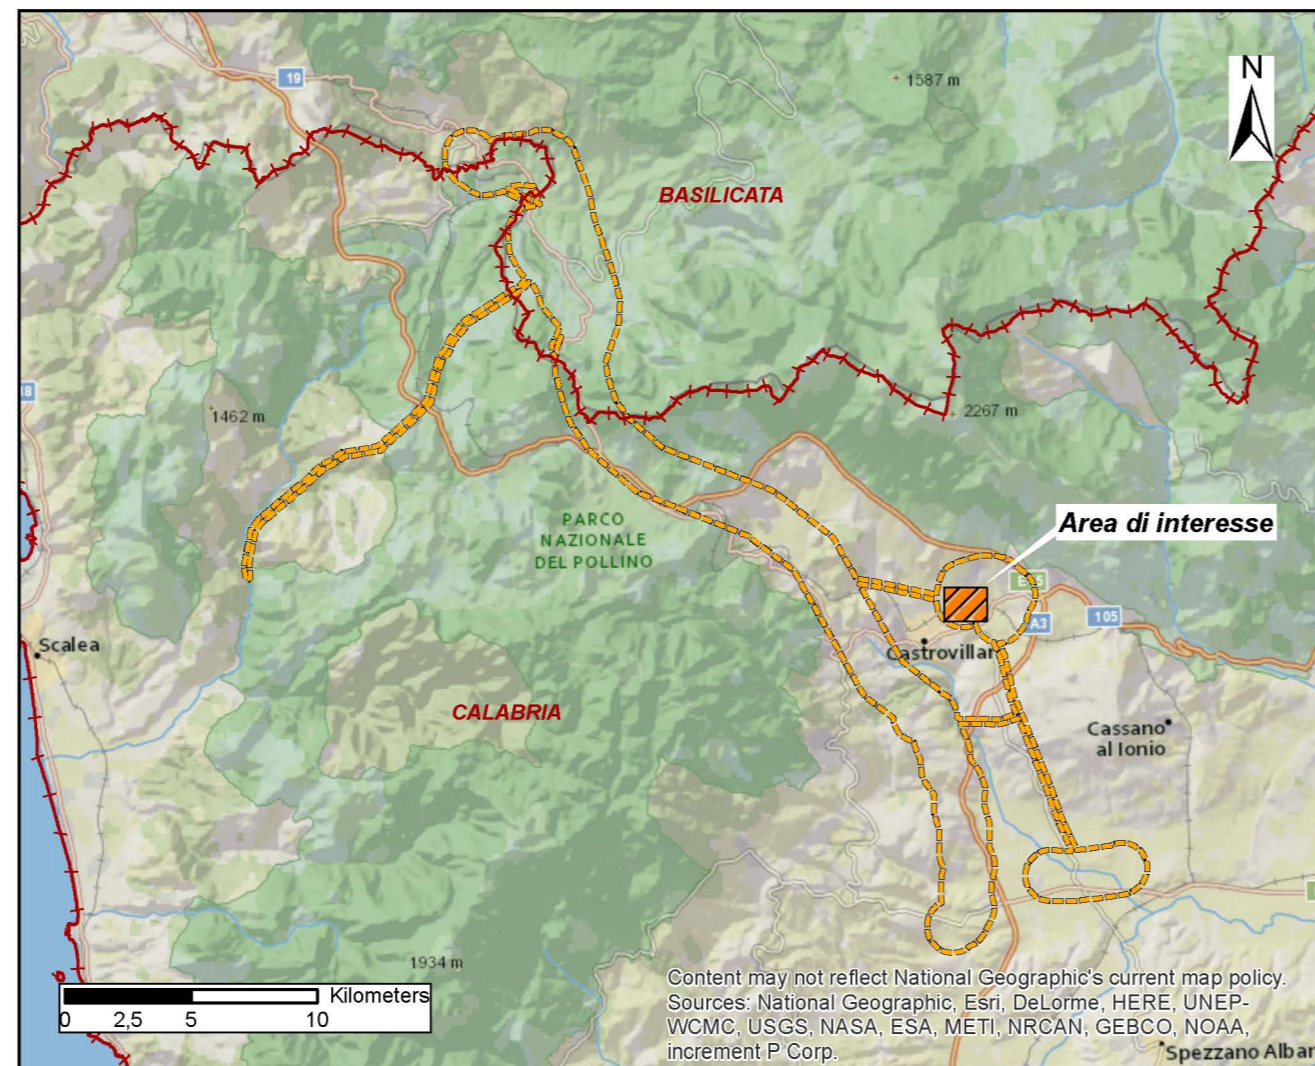 N
19
1587 m
BASILICATA
18
1462 m
2267 m
PARCO
NAZIONALE
DEL POLLINO
Area di interesse
A3
105
Scalea
Castrovillar
CALABRIA
Cassano
al Ionio
1934 m
Kilometers
0 2,5 5 10
Content may not reflect National Geographic's current map policy.
Sources: National Geographic, Esri, DeLorme, HERE, UNEP-
WCMC, USGS, NASA, ESA, METI, NRCAN, GEBCO, NOAA,
increment P Corp.
Spezzano Albar